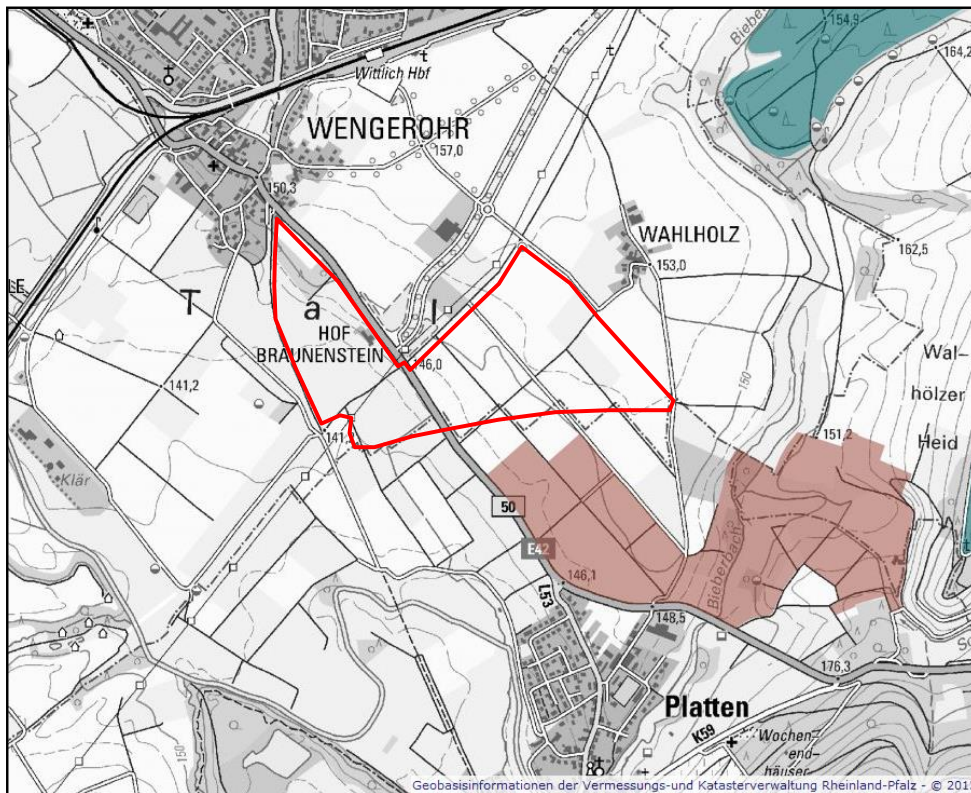 154,9
164,2
Wittlich Hbf
WENGEROHR
157,0
150,3
WAHLHOLZ
162,5
153,0
T a l
HOF
BRAUNENSTEIN
146,0
141,2
150
Wal-
hölzer
151,2
Heid
141,
Klär
50
E42
Bieberbach
L53
146,1
148,5
176,3
Platten
K59
Wochen-
end-
häuser
150
Geobasisinformationen der Vermessungs-und Katasterverwaltung Rheinland-Pfalz - © 201